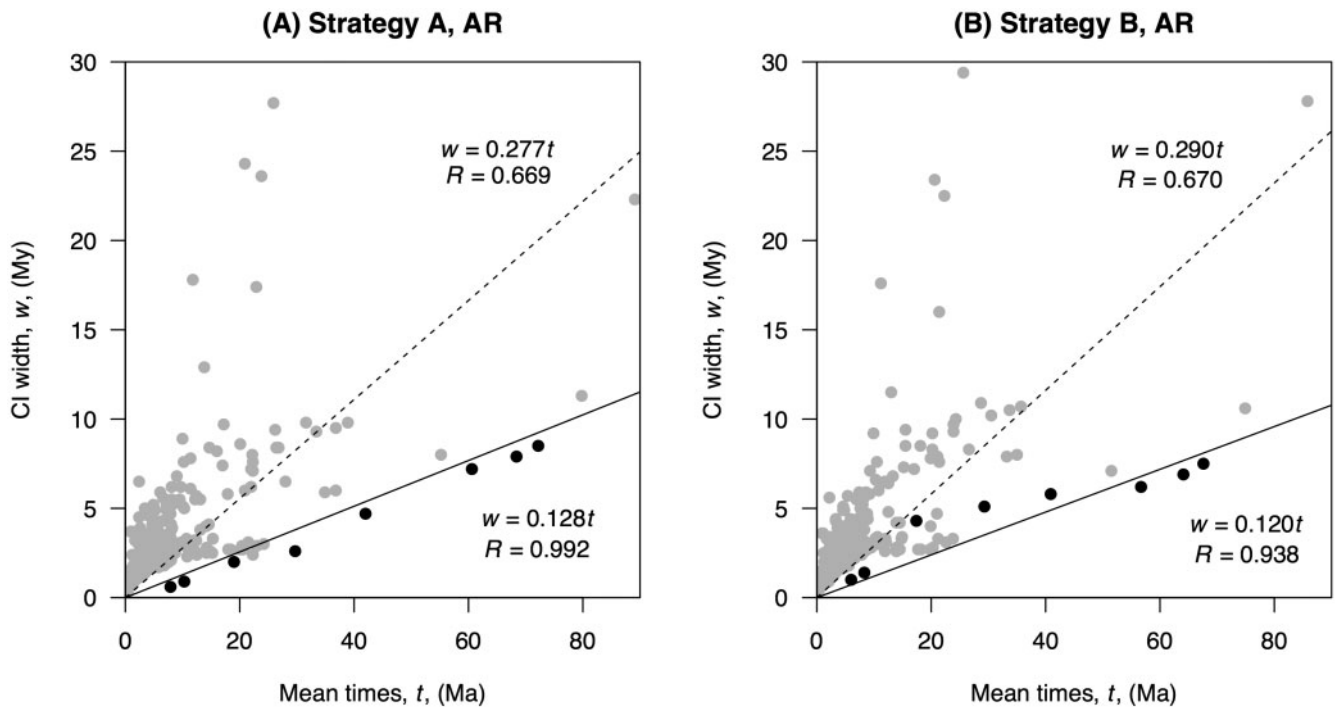 (A) Strategy A, AR
30
25
20
15
10
5
0
CI width, w, (My)
w = 0.277t
R = 0.669
w = 0.128t
R = 0.992
0 20 40 60 80
Mean times, t, (Ma)
(B) Strategy B, AR
30
25
20
15
10
5
0
CI width, w, (My)
w = 0.290t
R = 0.670
w = 0.120t
R = 0.938
0 20 40 60 80
Mean times, t, (Ma)